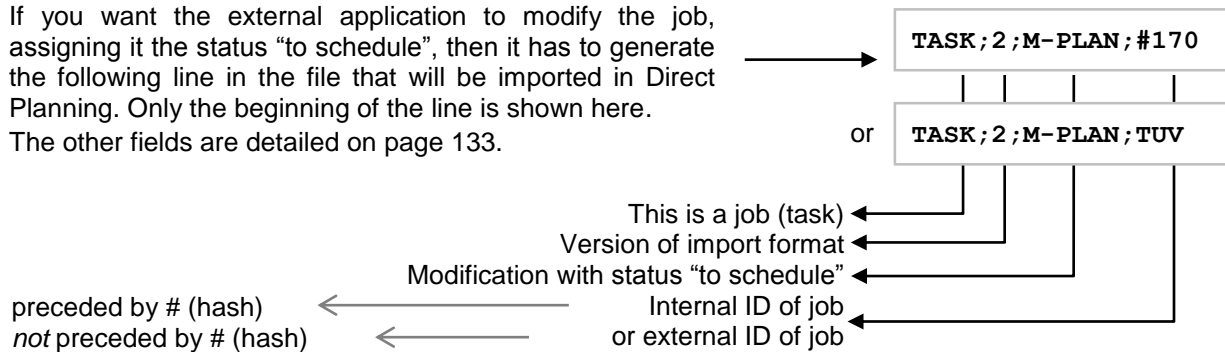 If you want the external application to modify the job,
assigning it the status “to schedule”, then it has to generate
the following line in the file that will be imported in Direct
Planning. Only the beginning of the line is shown here.
The other fields are detailed on page 133.
TASK;2;M-PLAN;#170
or
TASK;2;M-PLAN;TUV
This is a job (task)
Version of import format
Modification with status “to schedule”
preceded by # (hash)
Internal ID of job
not preceded by # (hash)
or external ID of job